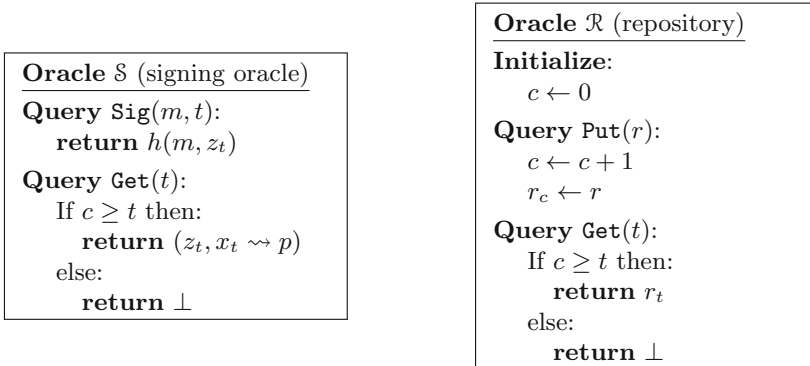 Oracle 𝒮 (signing oracle)
Query Sig(m, t):
return h(m, z_t)
Query Get(t):
If c ≥ t then:
return (z_t, x_t ⇝ p)
else:
return ⊥
Oracle ℛ (repository)
Initialize:
c ← 0
Query Put(r):
c ← c + 1
r_c ← r
Query Get(t):
If c ≥ t then:
return r_t
else:
return ⊥